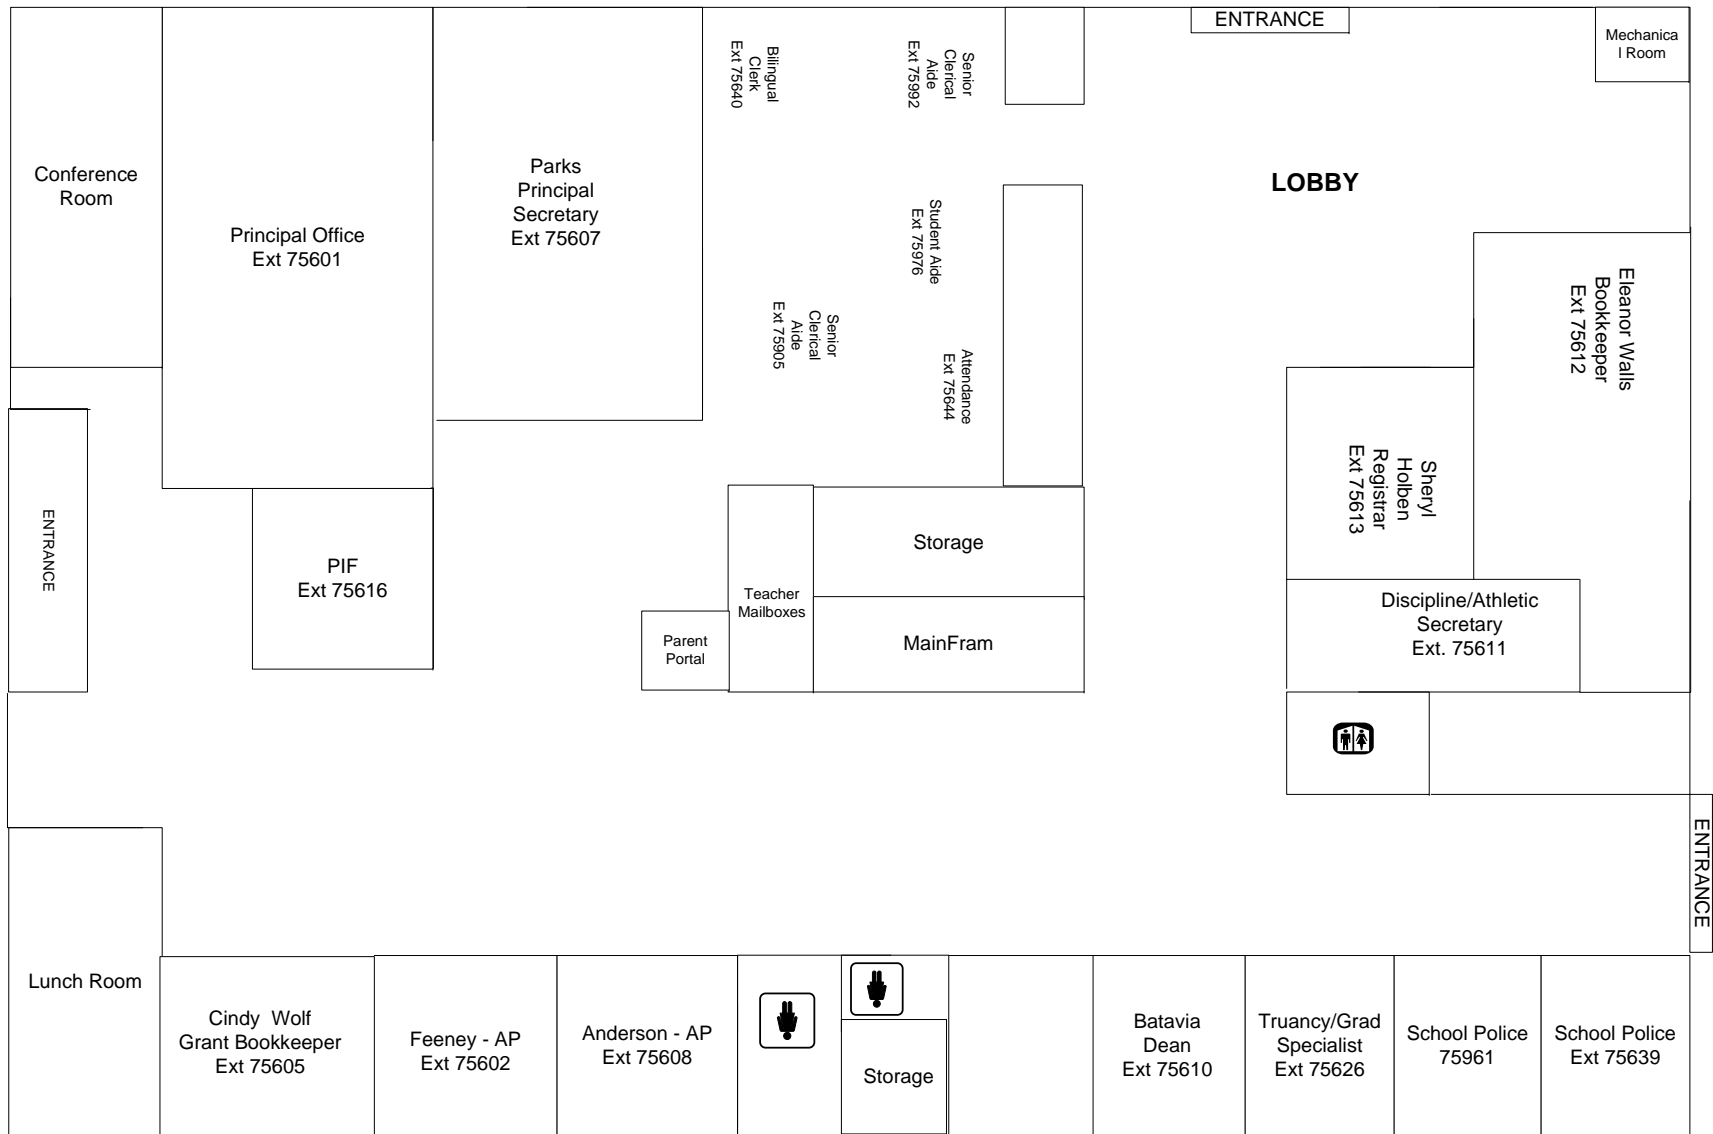 ENTRANCE
Mechanica
l Room
Bilingual
Clerk
Ext 75640
Senior
Clerical
Aide
Ext 75992
Conference
Room
Principal Office
Ext 75601
Parks
Principal
Secretary
Ext 75607
LOBBY
Student Aide
Ext 75976
Senior
Clerical
Aide
Ext 75905
Attendance
Ext 75644
Eleanor Walls
Bookkeeper
Ext 75612
Sheryl
Holben
Registrar
Ext 75613
ENTRANCE
PIF
Ext 75616
Storage
Teacher
Mailboxes
Parent
Portal
MainFram
Discipline/Athletic
Secretary
Ext. 75611
ENTRANCE
Lunch Room
Cindy Wolf
Grant Bookkeeper
Ext 75605
Feeney - AP
Ext 75602
Anderson - AP
Ext 75608
Storage
Batavia
Dean
Ext 75610
Truancy/Grad
Specialist
Ext 75626
School Police
75961
School Police
Ext 75639